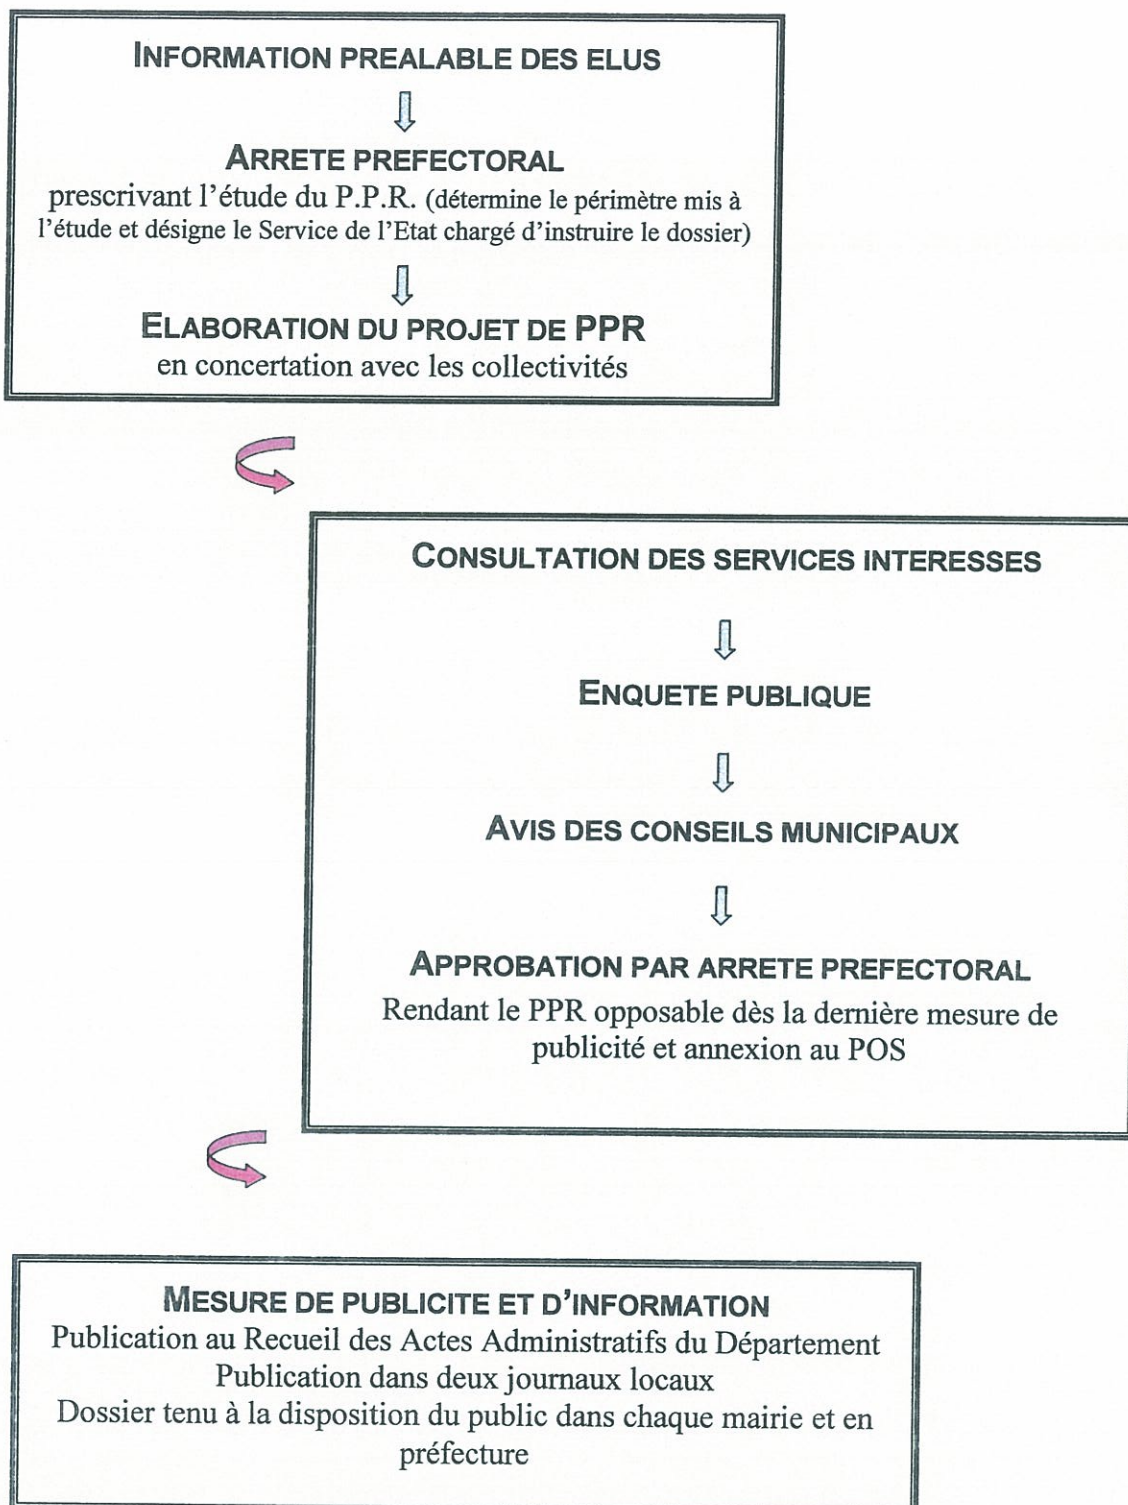 INFORMATION PREALABLE DES ELUS
ARRETE PREFECTORAL
prescrivant l'étude du P.P.R. (détermine le périmètre mis à
l'étude et désigne le Service de l'Etat chargé d'instruire le dossier)
ELABORATION DU PROJET DE PPR
en concertation avec les collectivités
CONSULTATION DES SERVICES INTERESSES
ENQUETE PUBLIQUE
AVIS DES CONSEILS MUNICIPAUX
APPROBATION PAR ARRETE PREFECTORAL
Rendant le PPR opposable dès la dernière mesure de
publicité et annexion au POS
MESURE DE PUBLICITE ET D'INFORMATION
Publication au Recueil des Actes Administratifs du Département
Publication dans deux journaux locaux
Dossier tenu à la disposition du public dans chaque mairie et en
préfecture